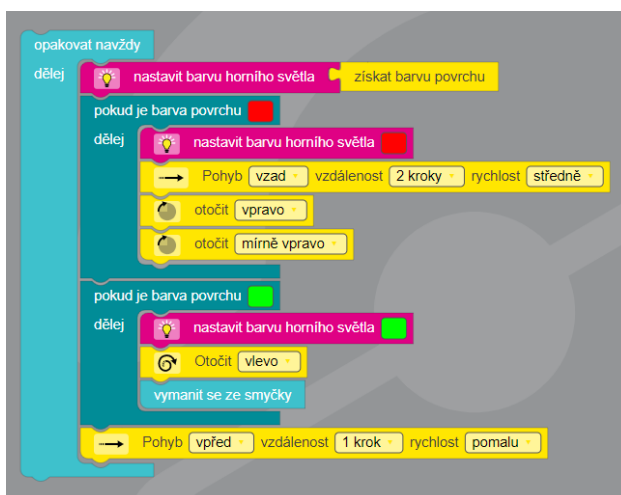 opakovat navždy
dělej nastavit barvu horního světla získat barvu povrchu
pokud je barva povrchu
dělej nastavit barvu horního světla
Pohyb vzad vzdálenost 2 kroky rychlost středně
otočit vpravo
otočit mírně vpravo
pokud je barva povrchu
dělej nastavit barvu horního světla
Otočit vlevo
vymanit se ze smyčky
Pohyb vpřed vzdálenost 1 krok rychlost pomalu